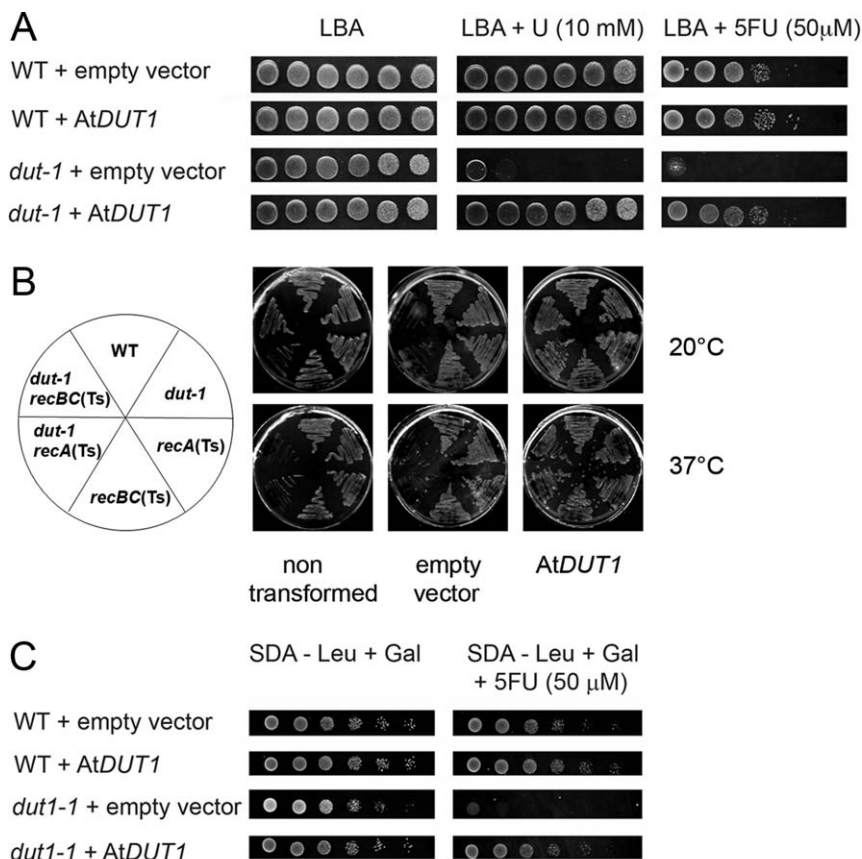 A
LBA
LBA + U (10 mM)
LBA + 5FU (50µM)
WT + empty vector
WT + AtDUT1
dut-1 + empty vector
dut-1 + AtDUT1
B
WT
dut-1
recBC(Ts)
dut-1
dut-1
recA(Ts)
recA(Ts)
recBC(Ts)
20°C
37°C
non
transformed
empty
vector
AtDUT1
C
SDA - Leu + Gal
SDA - Leu + Gal
+ 5FU (50 µM)
WT + empty vector
WT + AtDUT1
dut1-1 + empty vector
dut1-1 + AtDUT1